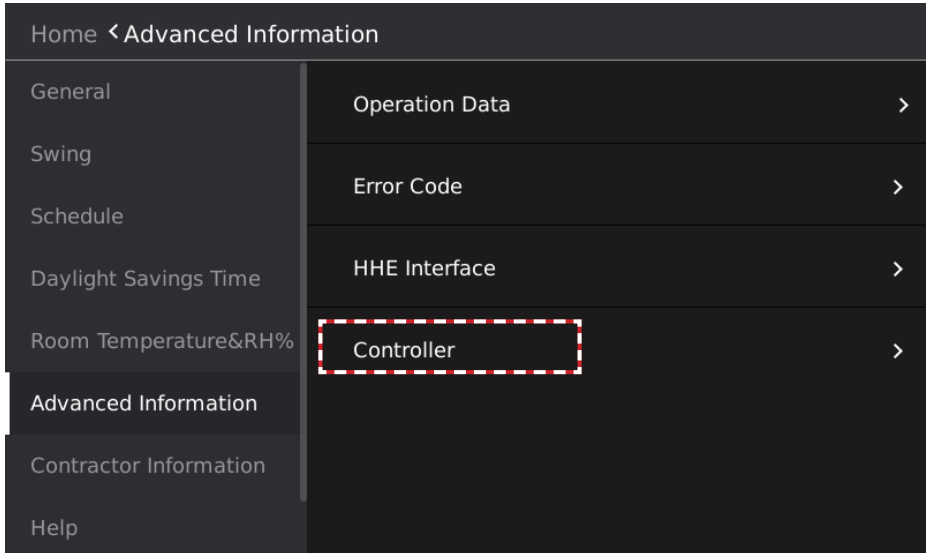 Home < Advanced Information
General
Swing
Schedule
Daylight Savings Time
Room Temperature&RH%
Advanced Information
Contractor Information
Help
Operation Data >
Error Code >
HHE Interface >
Controller >